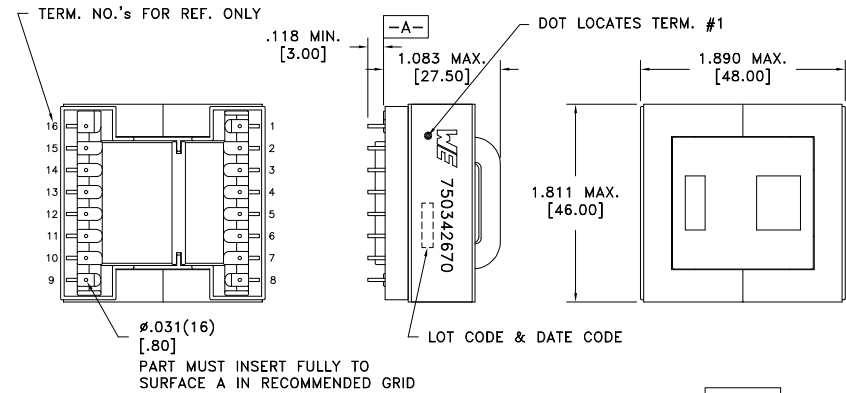 TERM. NO.'s FOR REF. ONLY
-A-
DOT LOCATES TERM. #1
.118 MIN.
[3.00]
1.083 MAX.
[27.50]
1.890 MAX.
[48.00]
16
15
14
13
12
11
10
9
1
2
3
4
5
6
7
8
WE 750342670
1.811 MAX.
[46.00]
ø.031(16)
[.80]
LOT CODE & DATE CODE
PART MUST INSERT FULLY TO
SURFACE A IN RECOMMENDED GRID